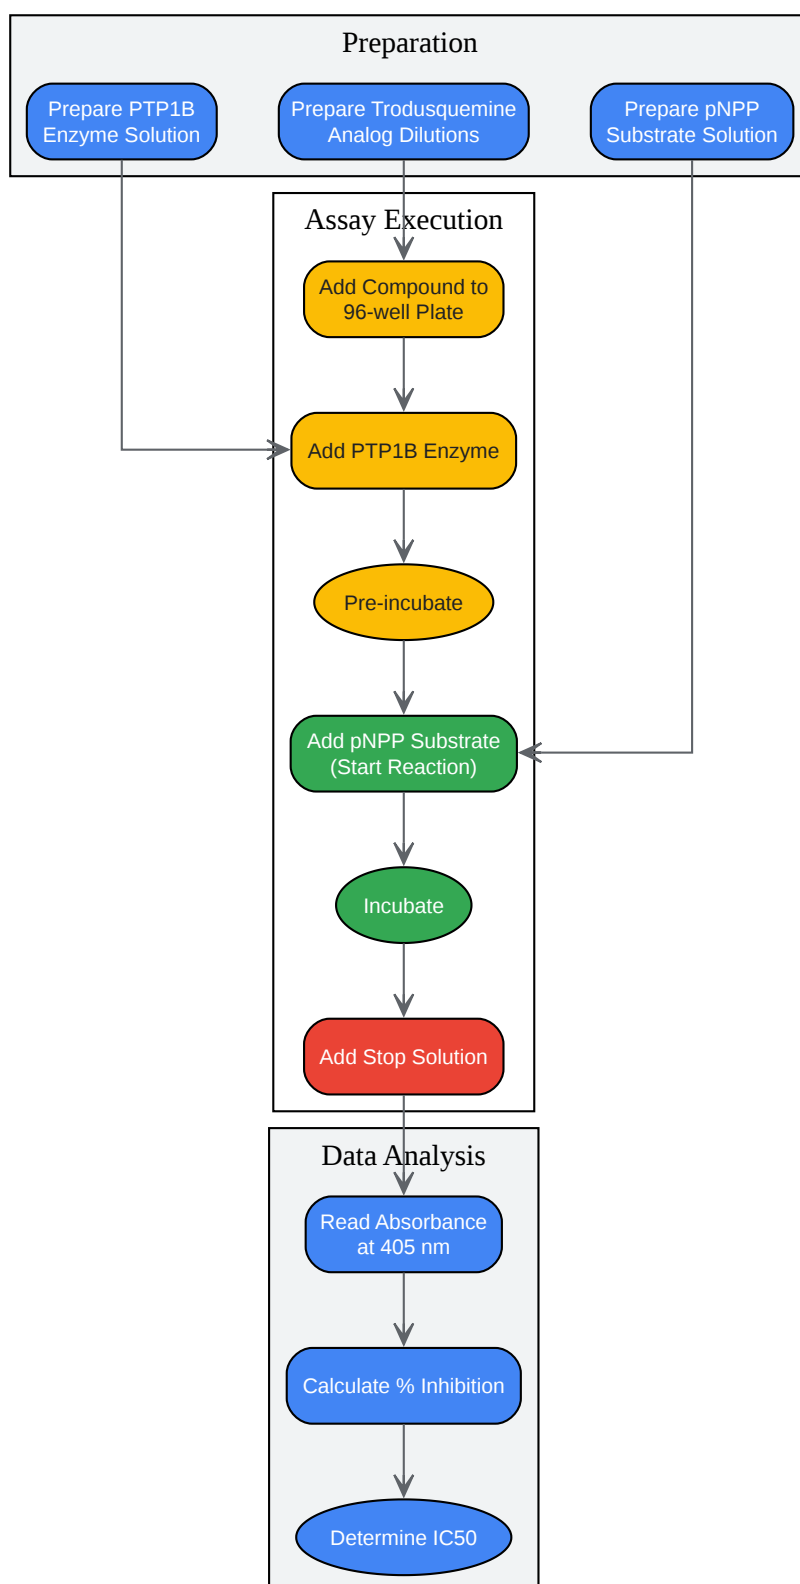 Preparation
Prepare PTP1B
Enzyme Solution
Prepare Trodusquemine
Analog Dilutions
Prepare pNPP
Substrate Solution
Assay Execution
Add Compound to
96-well Plate
Add PTP1B Enzyme
Pre-incubate
Add pNPP Substrate
(Start Reaction)
Incubate
Add Stop Solution
Data Analysis
Read Absorbance
at 405 nm
Calculate % Inhibition
Determine IC50